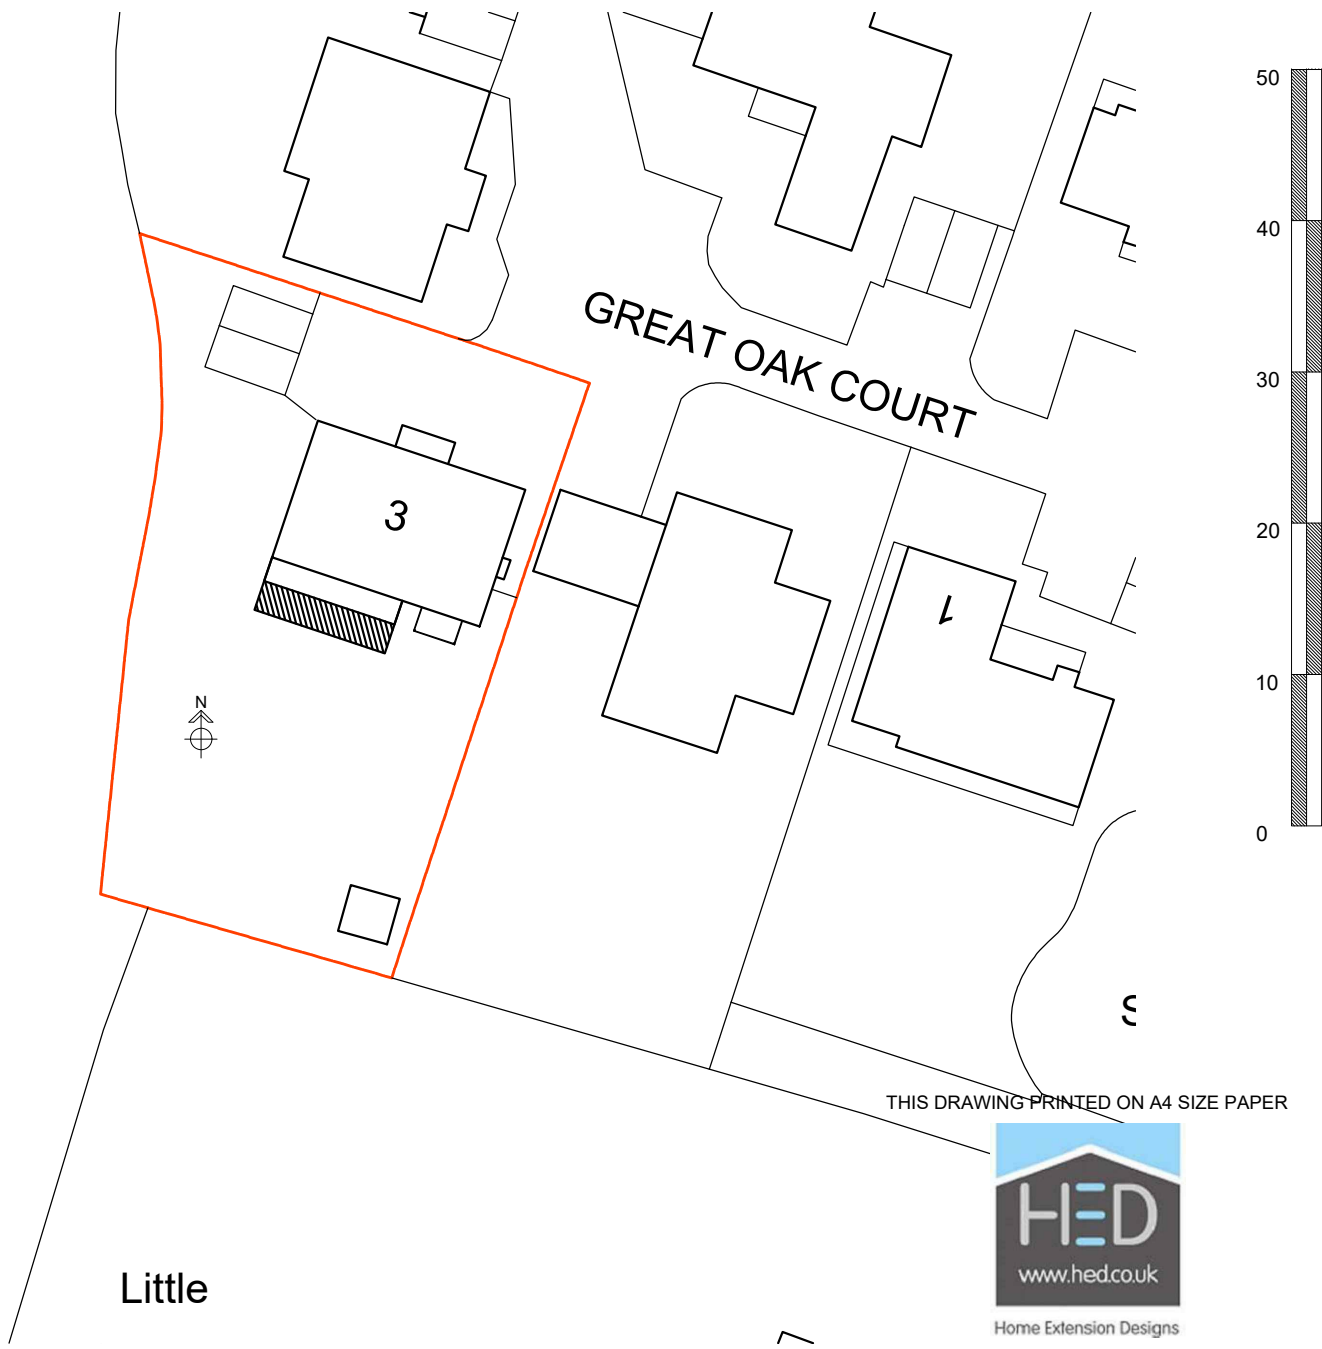 50
40
30
20
10
0
GREAT OAK COURT
3
1
N
S
THIS DRAWING PRINTED ON A4 SIZE PAPER
HED
www.hed.co.uk
Home Extension Designs
Little